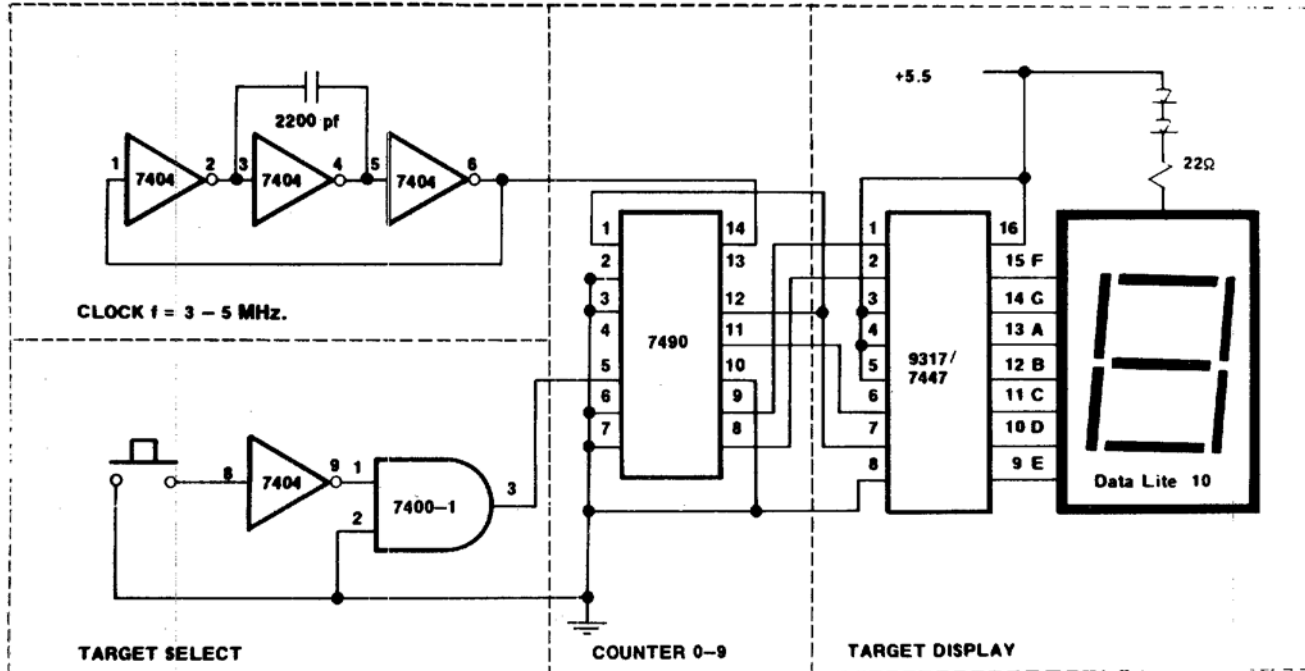 2200 pf
1 7404 2 3 7404 4 5 7404 6
CLOCK f = 3 – 5 MHz.
8 7404 9 1 7400–1 3
2
TARGET SELECT
1 14
2 13
3 12
4 11
7490
5 10
6 9
7 8
COUNTER 0–9
+5.5
22Ω
1 16
2 15 F
3 14 G
4 13 A
9317/
7447
5 12 B
6 11 C
7 10 D
8 9 E
Data Lite 10
TARGET DISPLAY